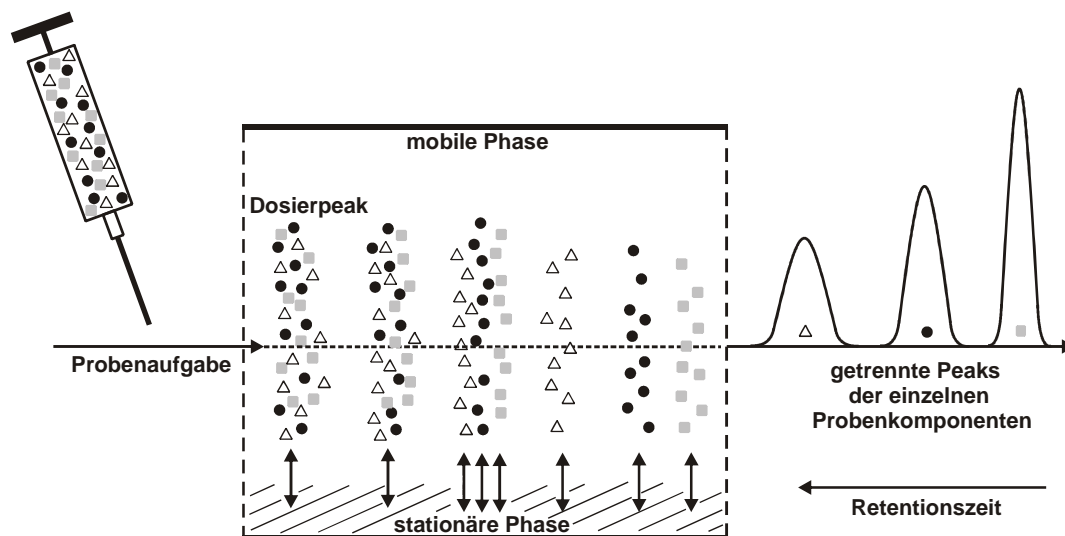 mobile Phase
Dosierpeak
Probenaufgabe
getrennte Peaks
der einzelnen
Probenkomponenten
stationäre Phase
Retentionszeit